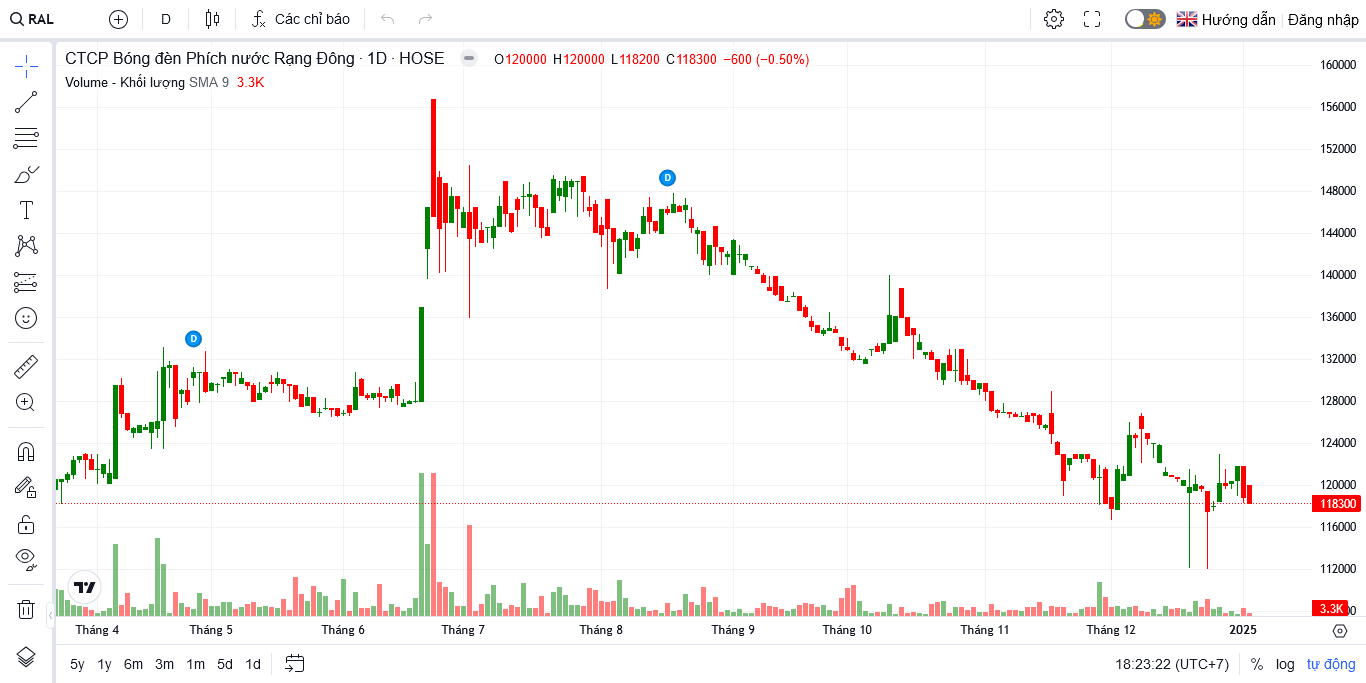 RAL D Các chỉ báo Hướng dẫn Đăng nhập
CTCP Bóng đèn Phích nước Rạng Đông · 1D · HOSE O120000 H120000 L118200 C118300 −600 (−0.50%)
Volume - Khối lượng SMA 9 3.3K
160000
156000
152000
148000
144000
140000
136000
132000
128000
124000
120000
118300
116000
112000
3.3K
D
D
Tháng 4 Tháng 5 Tháng 6 Tháng 7 Tháng 8 Tháng 9 Tháng 10 Tháng 11 Tháng 12 2025
5y 1y 6m 3m 1m 5d 1d 18:23:22 (UTC+7) % log tự động